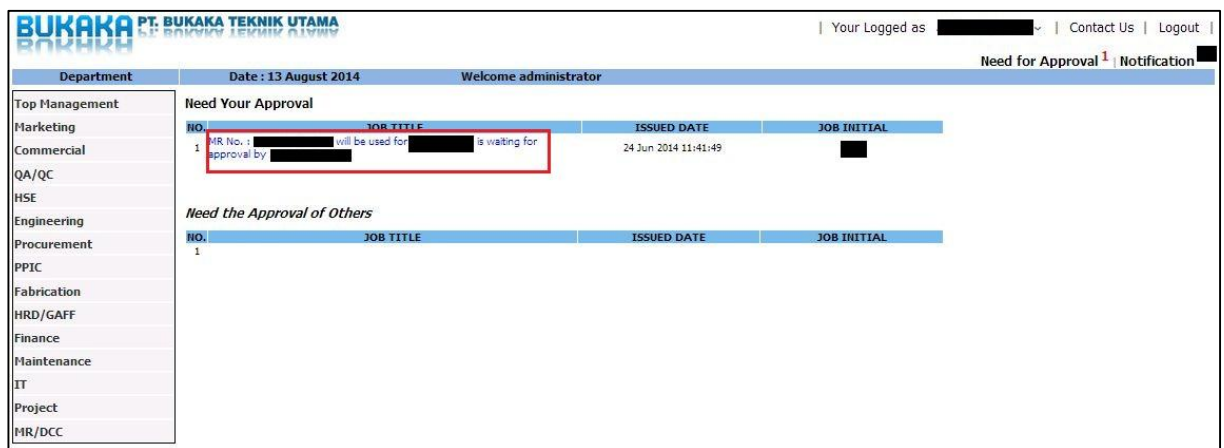 BUKAKA PT. BUKAKA TEKNIK UTAMA
| Your Logged as | Contact Us | Logout |
Need for Approval 1 | Notification
Department Date : 13 August 2014 Welcome administrator
Top Management
Marketing
Commercial
QA/QC
HSE
Engineering
Procurement
PPIC
Fabrication
HRD/GAFF
Finance
Maintenance
IT
Project
MR/DCC
Need Your Approval
NO. JOB TITLE ISSUED DATE JOB INITIAL
1 MR No. : will be used for is waiting for 24 Jun 2014 11:41:49
approval by
Need the Approval of Others
NO. JOB TITLE ISSUED DATE JOB INITIAL
1